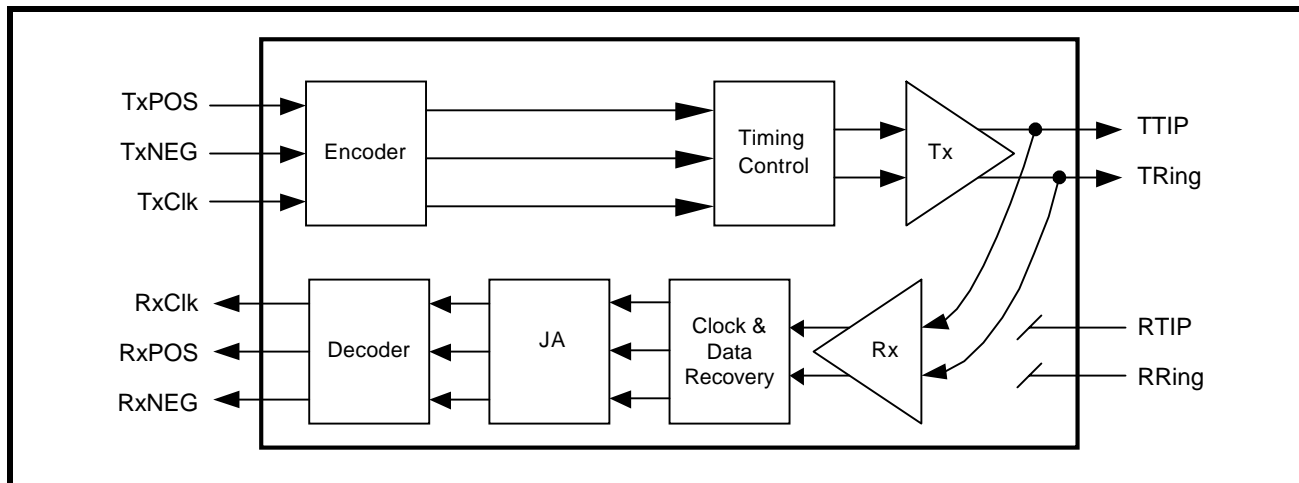 TxPOS
TxNEG
TxClk
Encoder
Timing
Control
Tx
TTIP
TRing
RxClk
RxPOS
RxNEG
Decoder
JA
Clock &
Data
Recovery
Rx
RTIP
RRing